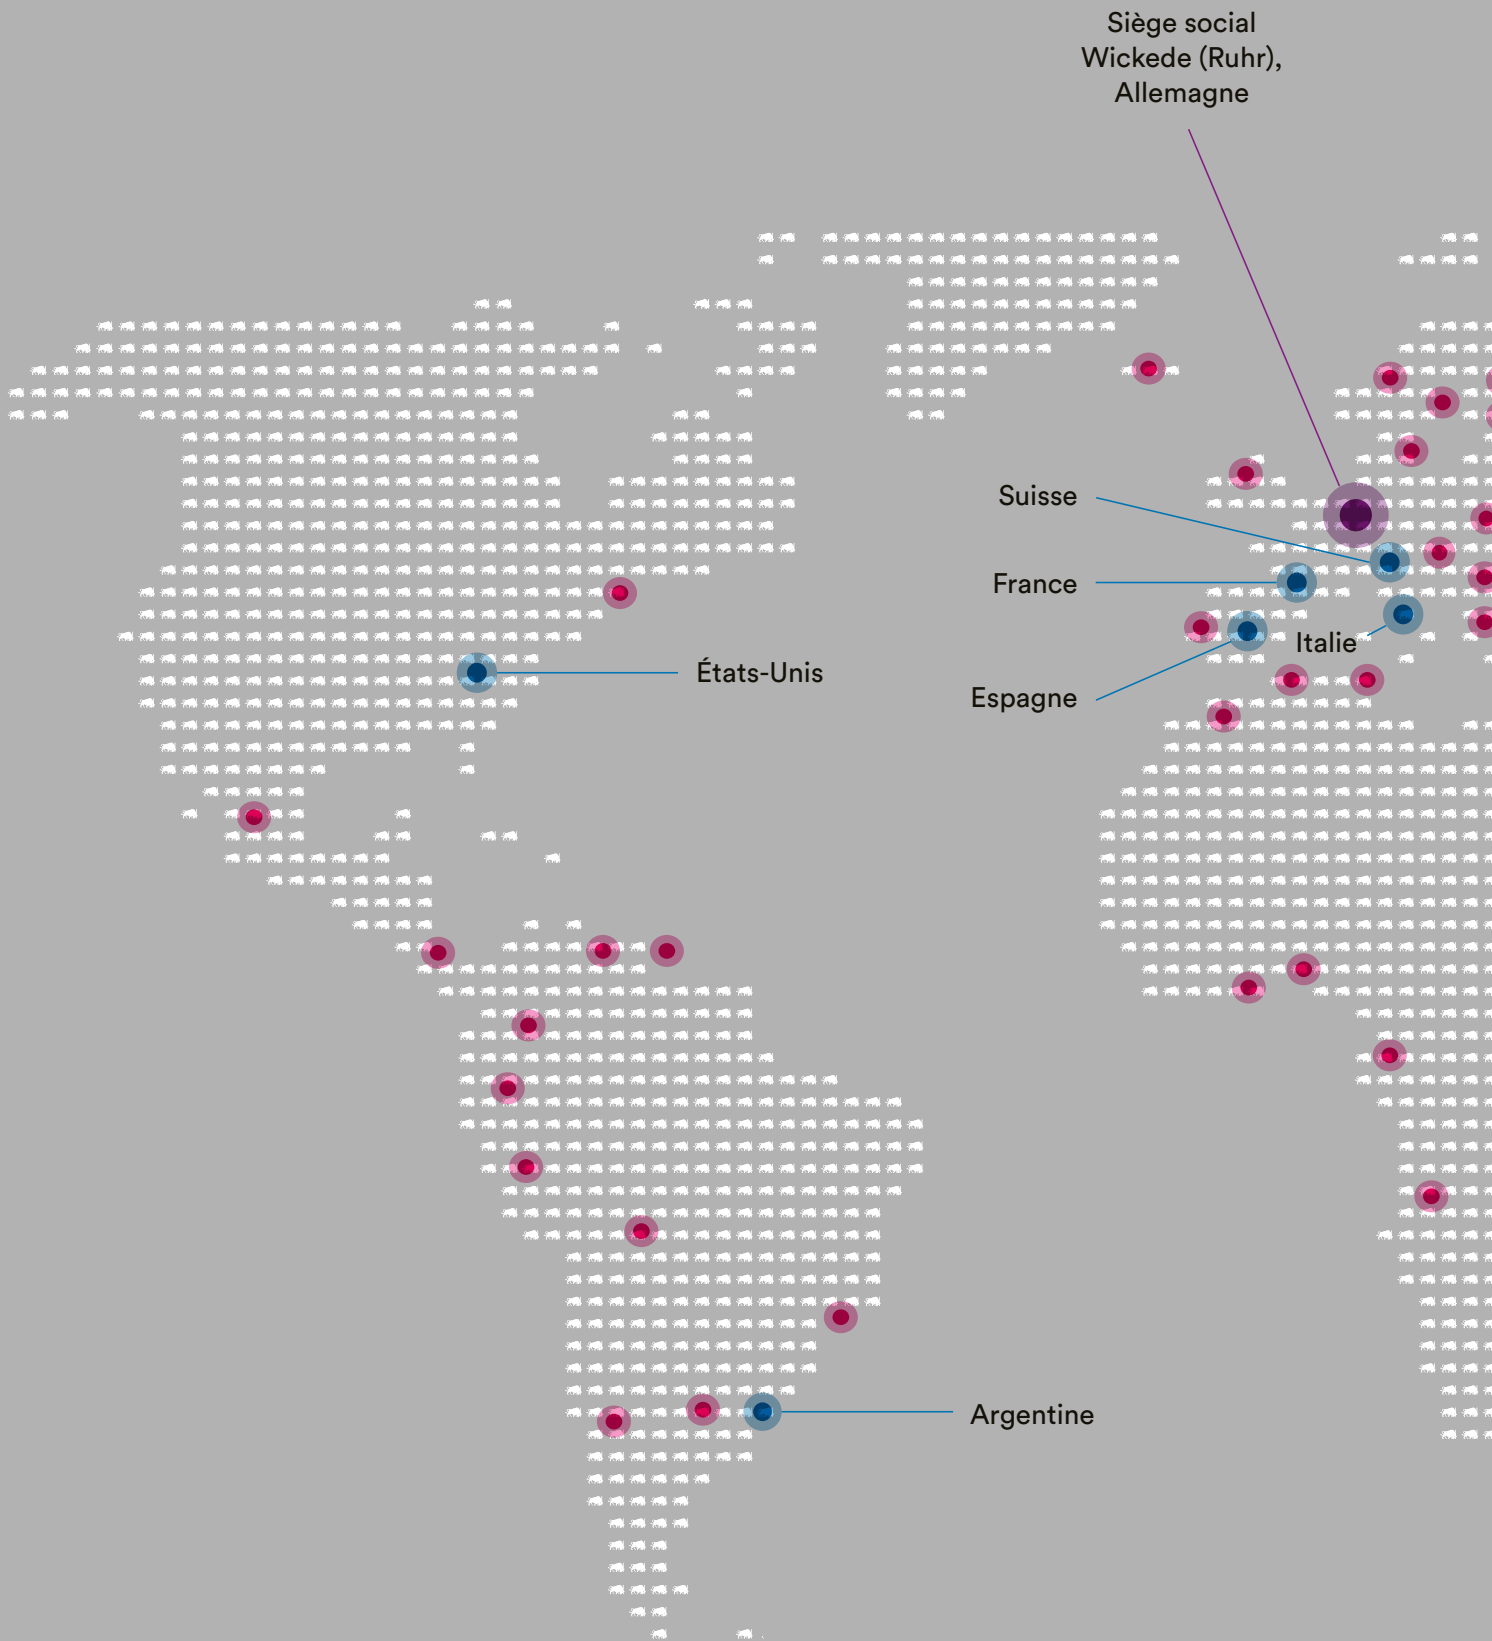 Siège social
Wickede (Ruhr),
Allemagne
Suisse
France
Italie
États-Unis
Espagne
Argentine